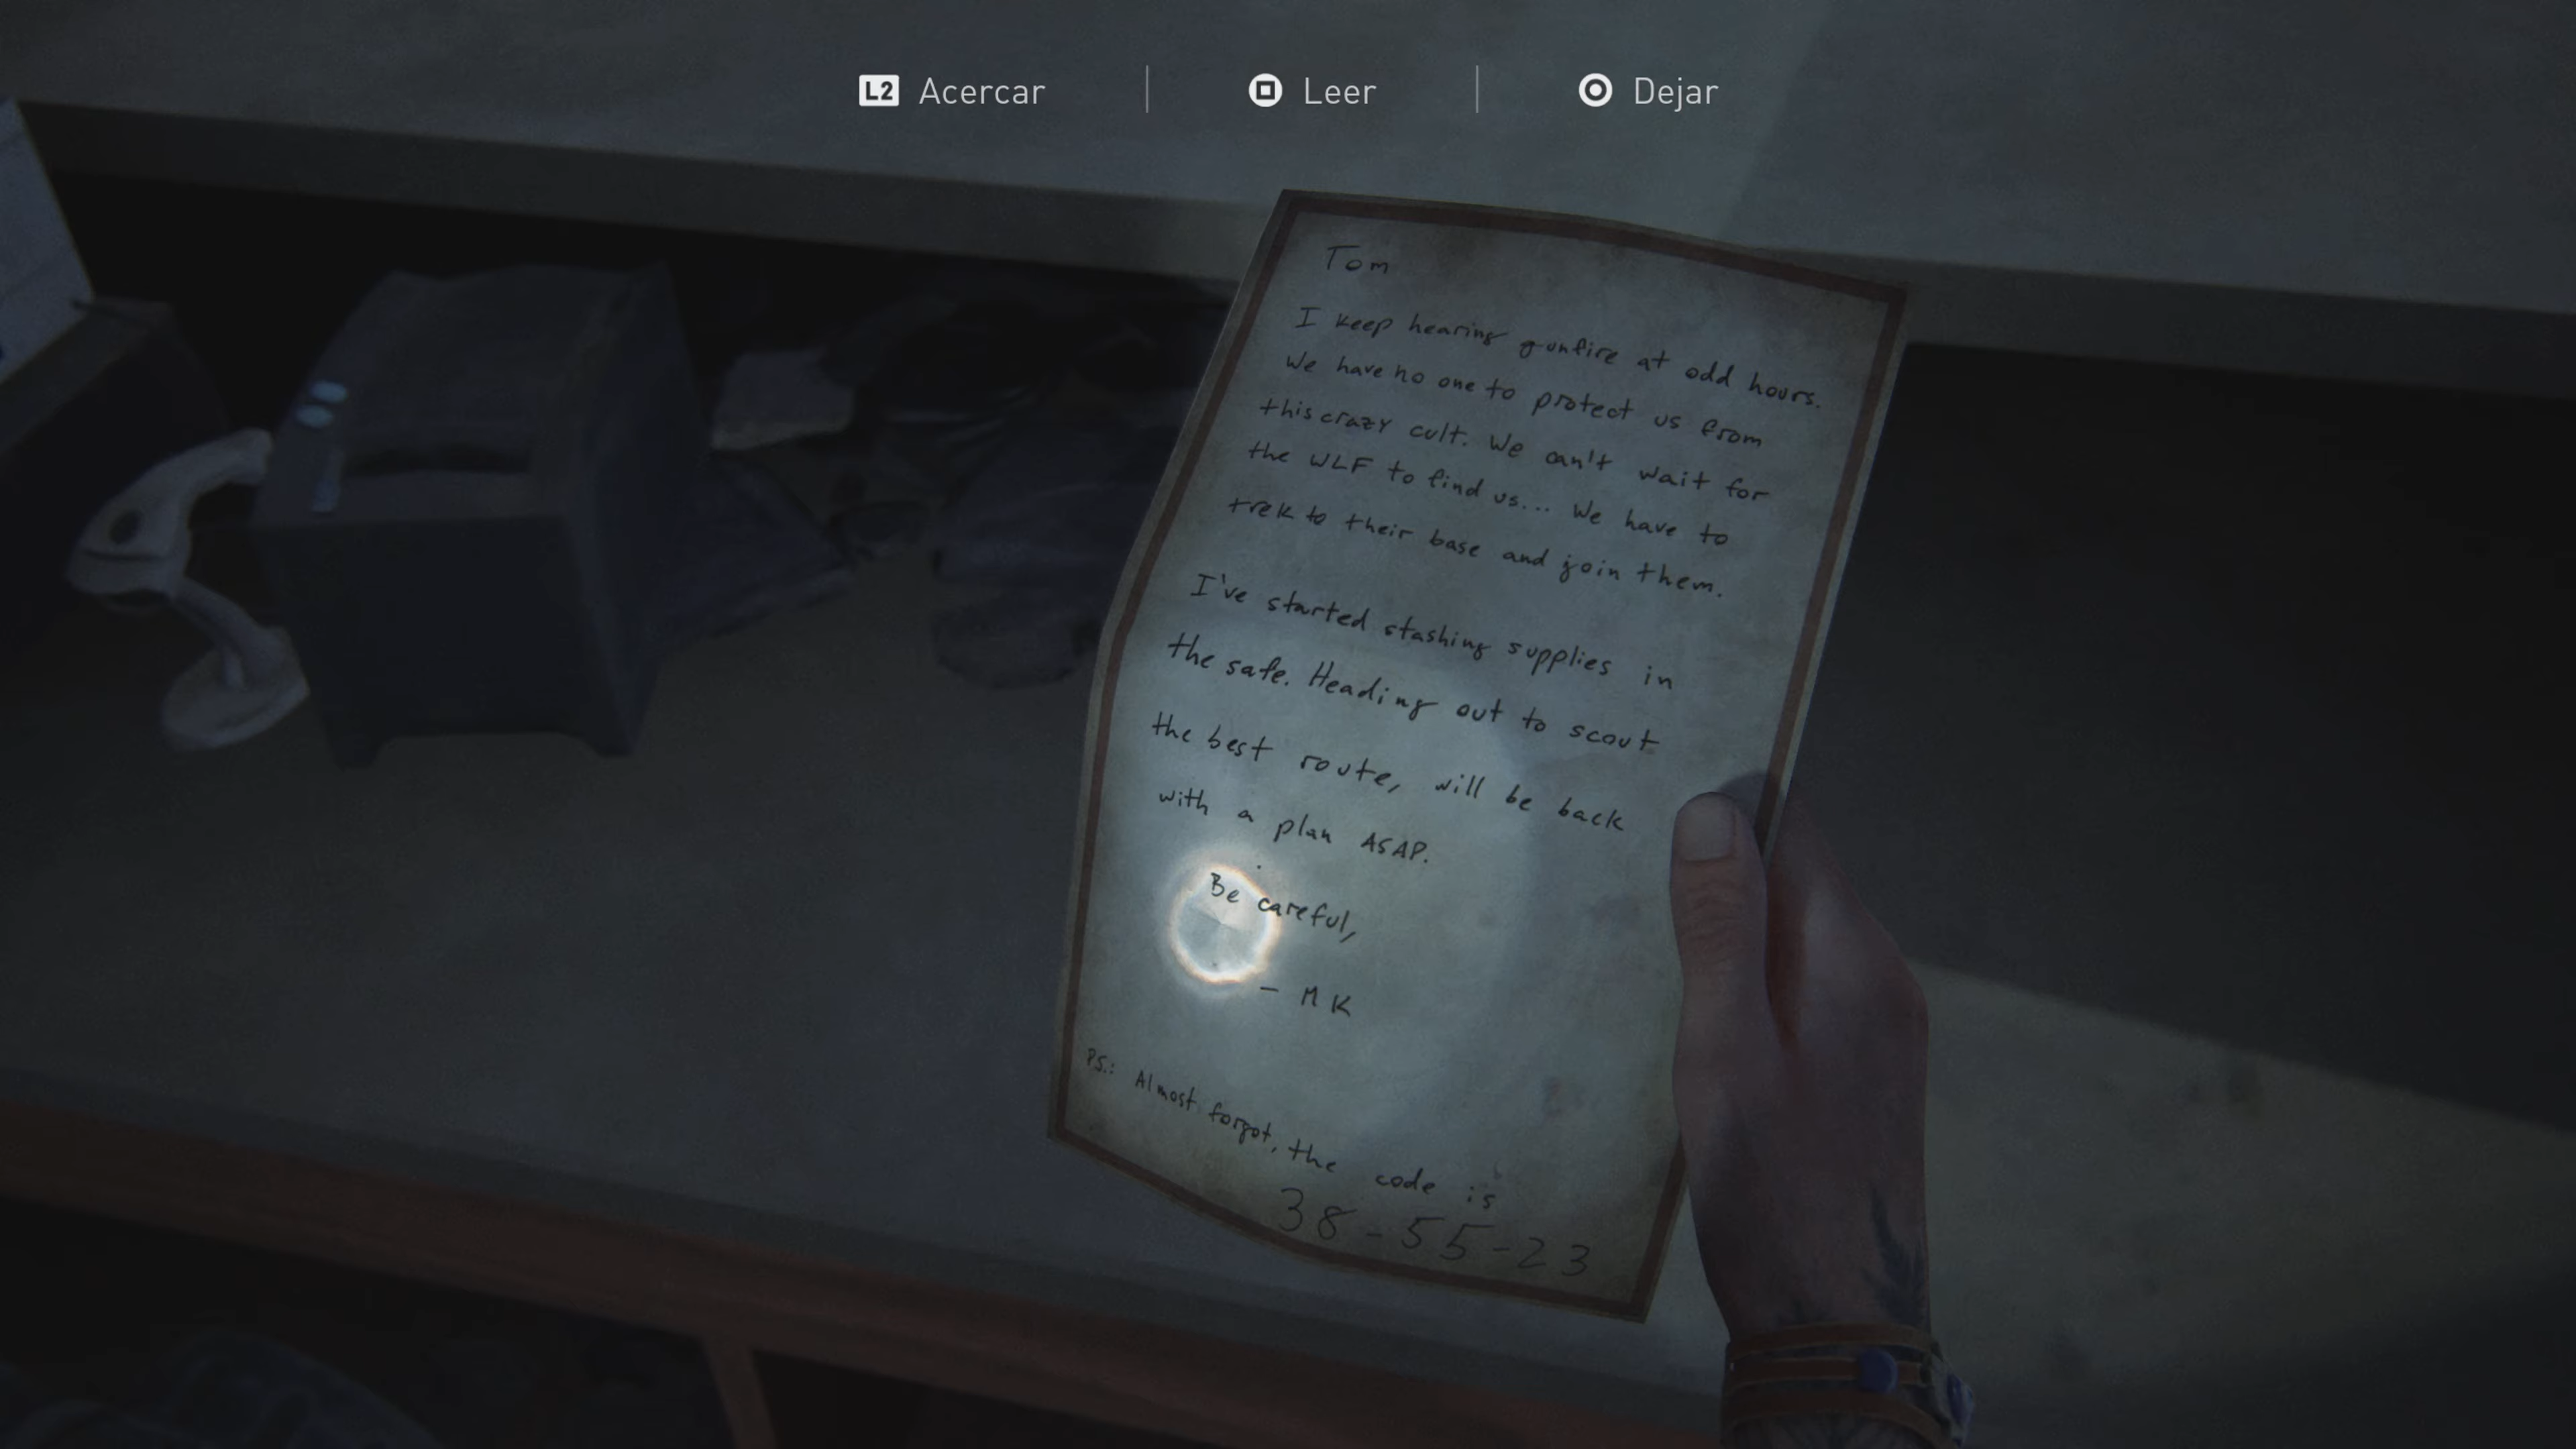 L2 Acercar Leer Dejar
Tom
I keep hearing gunfire at odd hours.
We have no one to protect us from
this crazy cult. We can't wait for
the WLF to find us... We have to
trek to their base and join them.
I've started stashing supplies in
the safe. Heading out to scout
the best route, will be back
with a plan ASAP.
Be careful,
- MK
PS.: Almost forgot, the code is
38-55-23